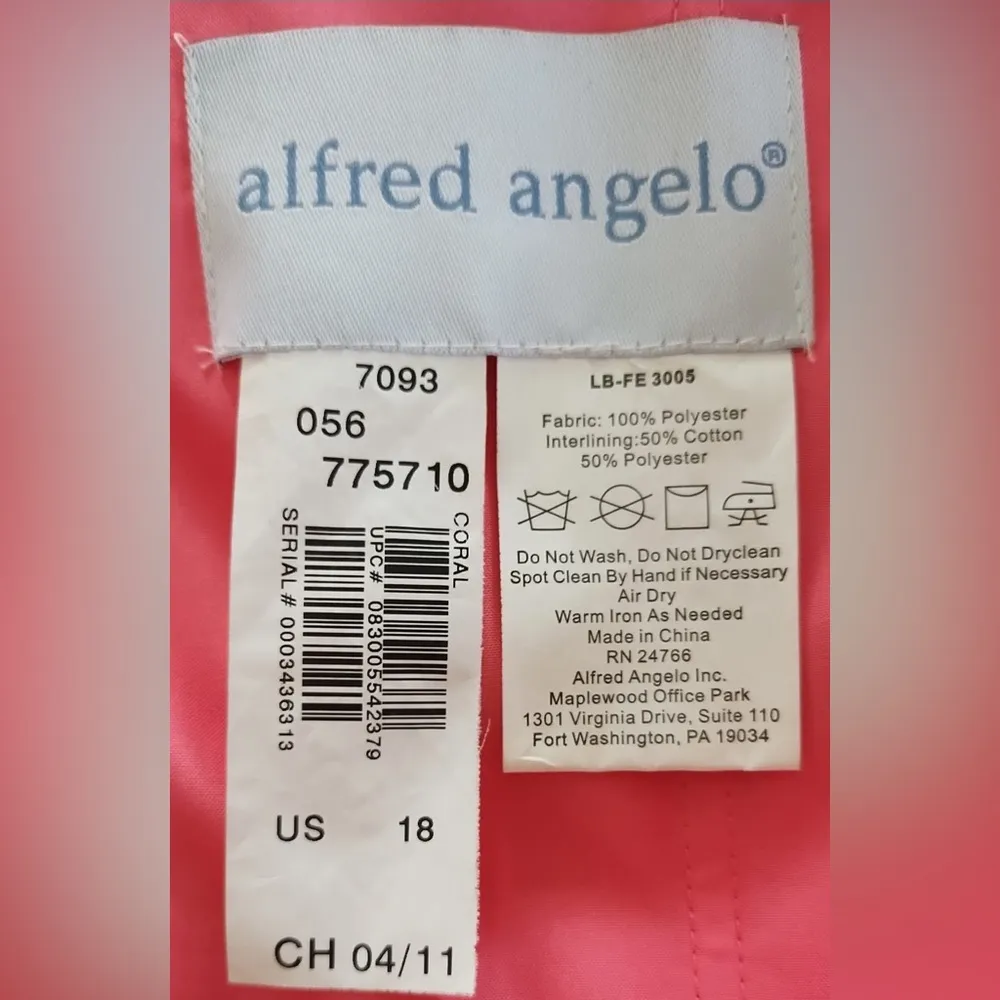 alfred angelo®
7093
056
775710
CORAL
UPC# 083005542379
SERIAL# 0003436313
US 18
CH 04/11
LB-FE 3005
Fabric: 100% Polyester
Interlining:50% Cotton
50% Polyester
Do Not Wash, Do Not Dryclean
Spot Clean By Hand if Necessary
Air Dry
Warm Iron As Needed
Made in China
RN 24766
Alfred Angelo Inc.
Maplewood Office Park
1301 Virginia Drive, Suite 110
Fort Washington, PA 19034